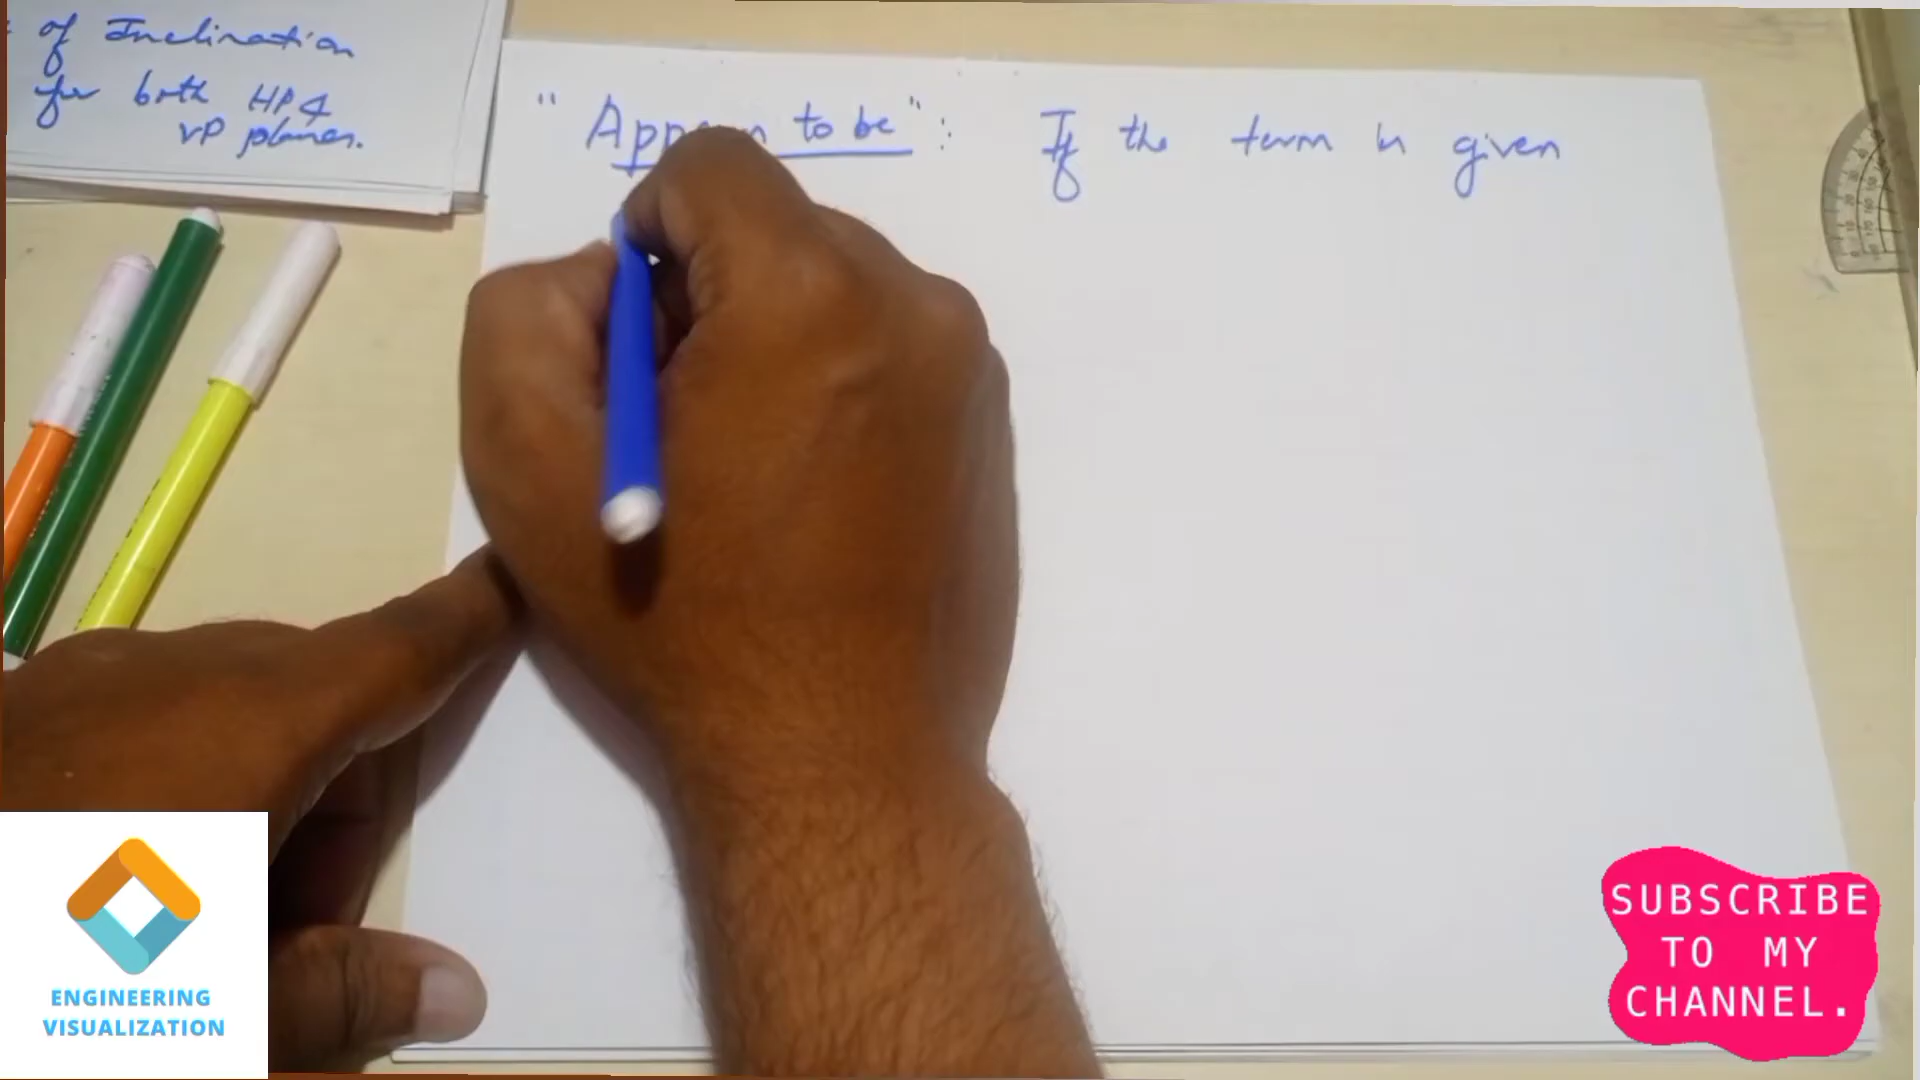 of Inclination
for both HP &
VP planes.
" Appears to be " : If the term is given
ENGINEERING
VISUALIZATION
SUBSCRIBE
TO MY
CHANNEL.